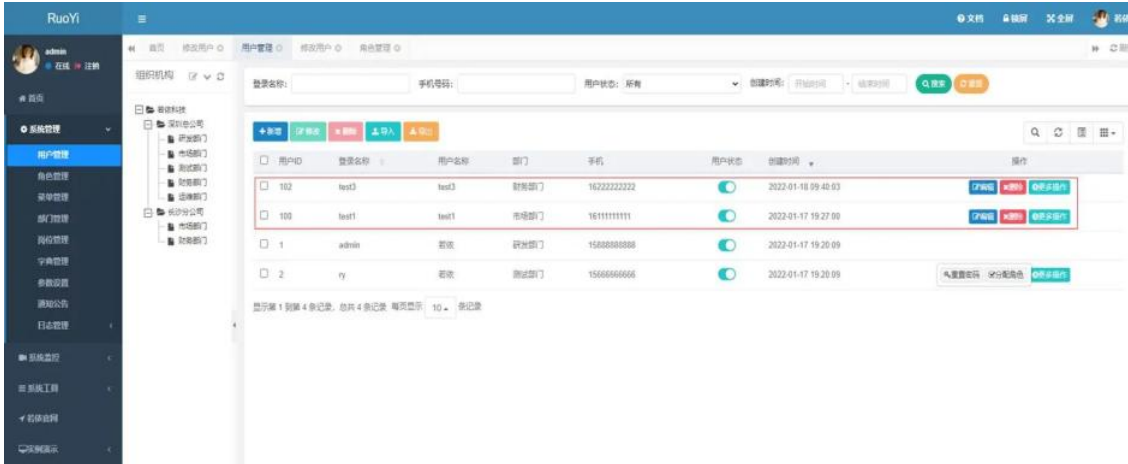 RuoYi
文档 锁屏 全屏
admin
在线 注销
首页 修改用户 用户管理 修改用户 角色管理
组织机构
登录名称: 手机号码: 用户状态: 所有 创建时间: 开始时间 - 结束时间 搜索 重置
首页
系统管理
用户管理
角色管理
菜单管理
部门管理
岗位管理
字典管理
参数设置
通知公告
日志管理
系统监控
系统工具
若依官网
实例演示
若依科技
深圳总公司
研发部门
市场部门
测试部门
财务部门
运维部门
长沙分公司
市场部门
财务部门
新增 修改 删除 导入 导出
用户ID 登录名称 用户名称 部门 手机 用户状态 创建时间 操作
102 test3 test3 财务部门 16222222222 2022-01-18 09:40:03 编辑 删除 更多操作
100 test1 test1 市场部门 16111111111 2022-01-17 19:27:00 编辑 删除 更多操作
1 admin 若依 研发部门 15888888888 2022-01-17 19:20:09
2 ry 若依 测试部门 15666666666 2022-01-17 19:20:09 重置密码 分配角色 更多操作
显示第 1 到第 4 条记录，总共 4 条记录 每页显示 10 条记录